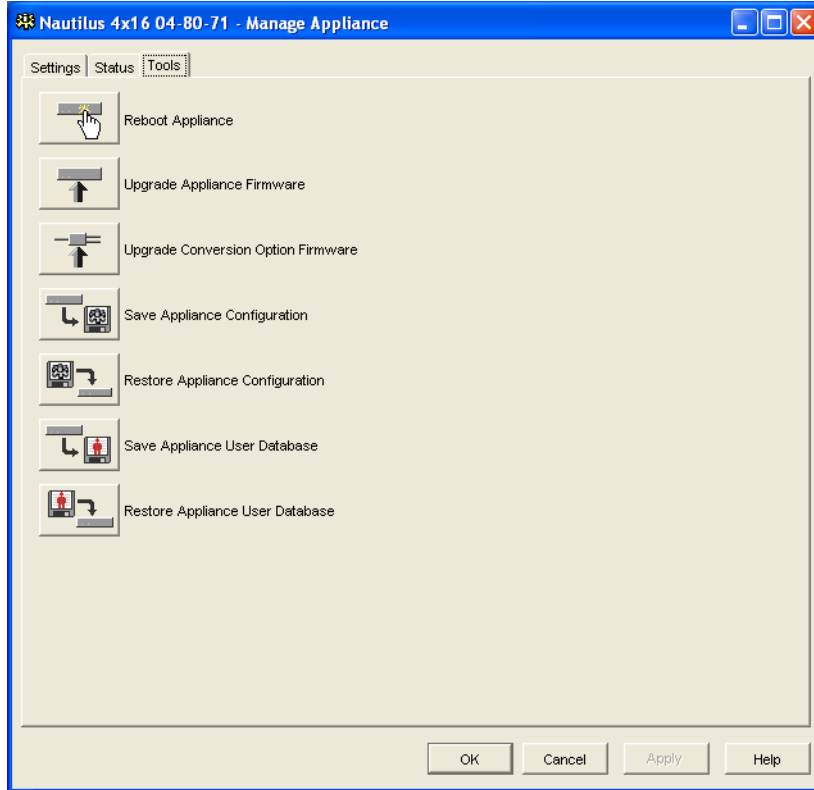 Nautilus 4x16 04-80-71 - Manage Appliance
Settings Status Tools
Reboot Appliance
Upgrade Appliance Firmware
Upgrade Conversion Option Firmware
Save Appliance Configuration
Restore Appliance Configuration
Save Appliance User Database
Restore Appliance User Database
OK Cancel Apply Help